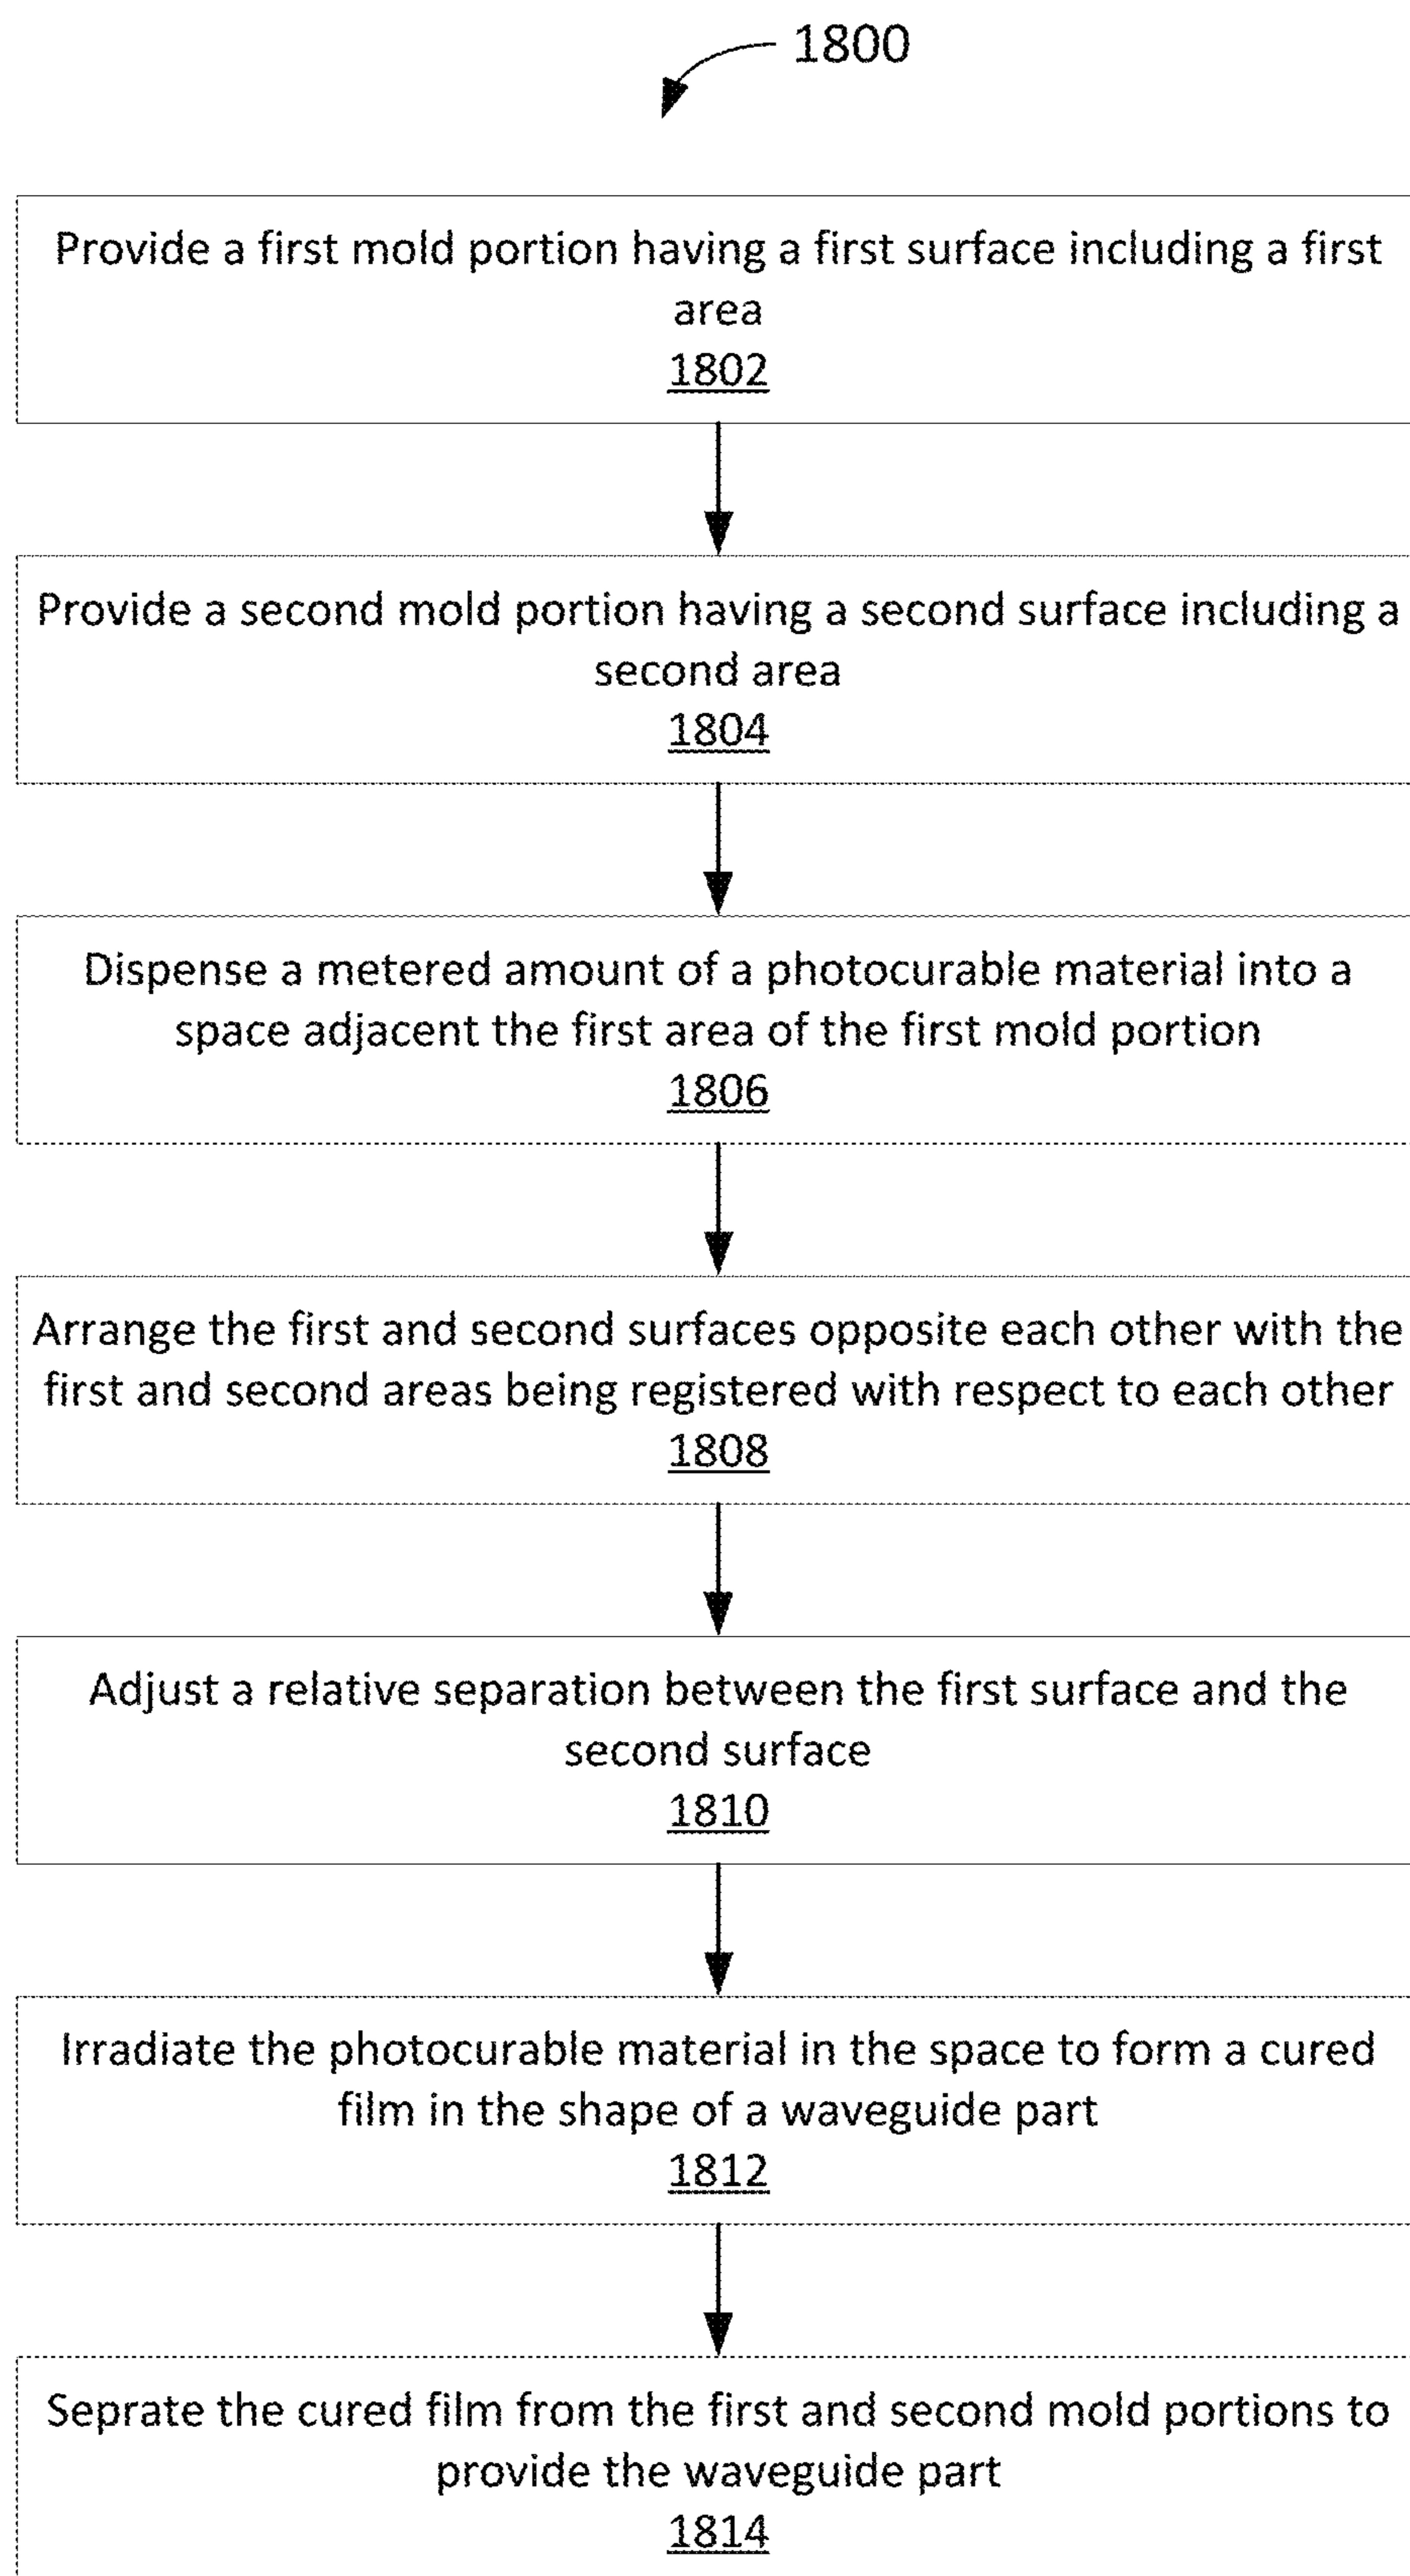 1800
Provide a first mold portion having a first surface including a first
area
1802
Provide a second mold portion having a second surface including a
second area
1804
Dispense a metered amount of a photocurable material into a
space adjacent the first area of the first mold portion
1806
Arrange the first and second surfaces opposite each other with the
first and second areas being registered with respect to each other
1808
Adjust a relative separation between the first surface and the
second surface
1810
Irradiate the photocurable material in the space to form a cured
film in the shape of a waveguide part
1812
Seprate the cured film from the first and second mold portions to
provide the waveguide part
1814